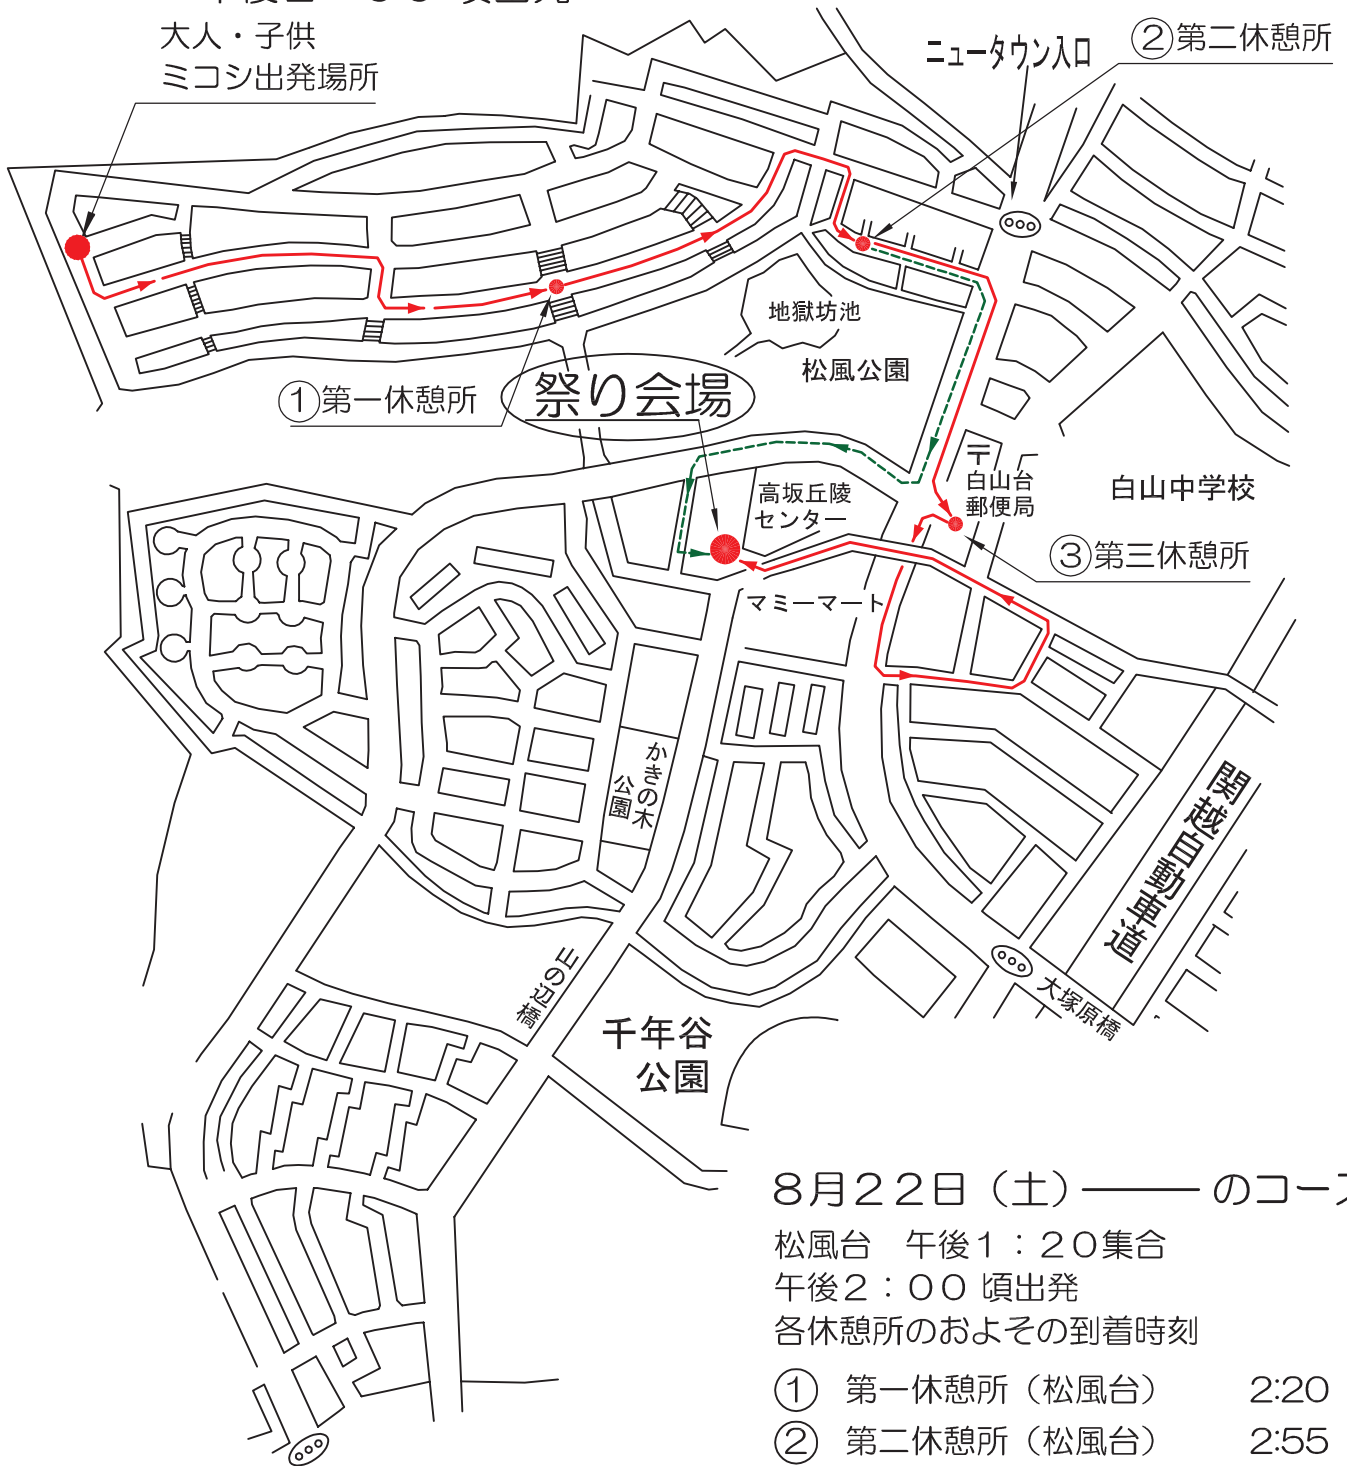 大人・子供
ミコシ出発場所
ニュータウン入口
②第二休憩所
地獄坊池
松風公園
①第一休憩所
祭り会場
〒
白山台
郵便局
白山中学校
高坂丘陵
センター
③第三休憩所
マミーマート
かきの木
公園
関越自動車道
山の辺橋
大塚原橋
千年谷
公園
8月22日（土）――― のコー
松風台　午後1：20集合
午後2：00 頃出発
各休憩所のおよその到着時刻
① 第一休憩所（松風台） 2:20
② 第二休憩所（松風台） 2:55